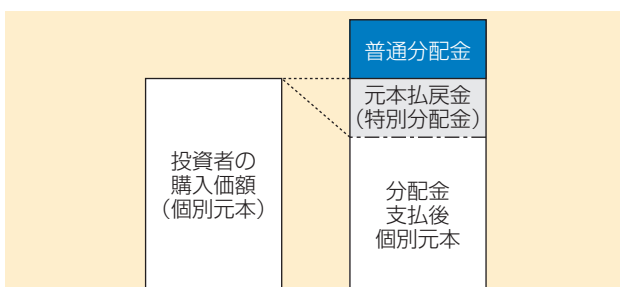 普通分配金
元本払戻金
（特別分配金）
投資者の
購入価額
（個別元本）
分配金
支払後
個別元本